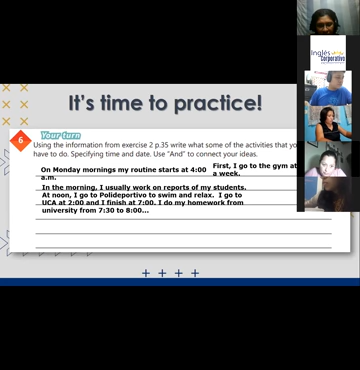 It's time to practice!
Inglés
Corporativo
6
Your turn
Using the information from exercise 2 p.35 write what some of the activities that yo
have to do. Specifying time and date. Use "And" to connect your ideas.
On Monday mornings my routine starts at 4:00
a.m.
First, I go to the gym at
a week.
In the morning, I usually work on reports of my students.
At noon, I go to Polideportivo to swim and relax. I go to
UCA at 2:00 and I finish at 7:00. I do my homework from
university from 7:30 to 8:00...